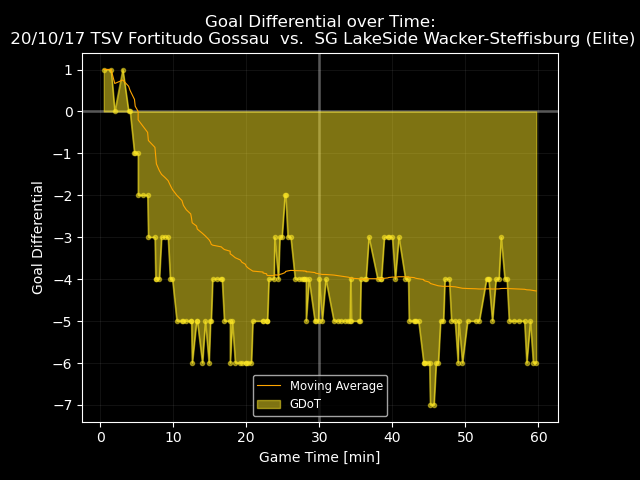 Goal Differential over Time:
20/10/17 TSV Fortitudo Gossau  vs.  SG LakeSide Wacker-Steffisburg (Elite)
Goal Differential
1
0
−1
−2
−3
−4
−5
−6
−7
Moving Average
GDoT
0 10 20 30 40 50 60
Game Time [min]